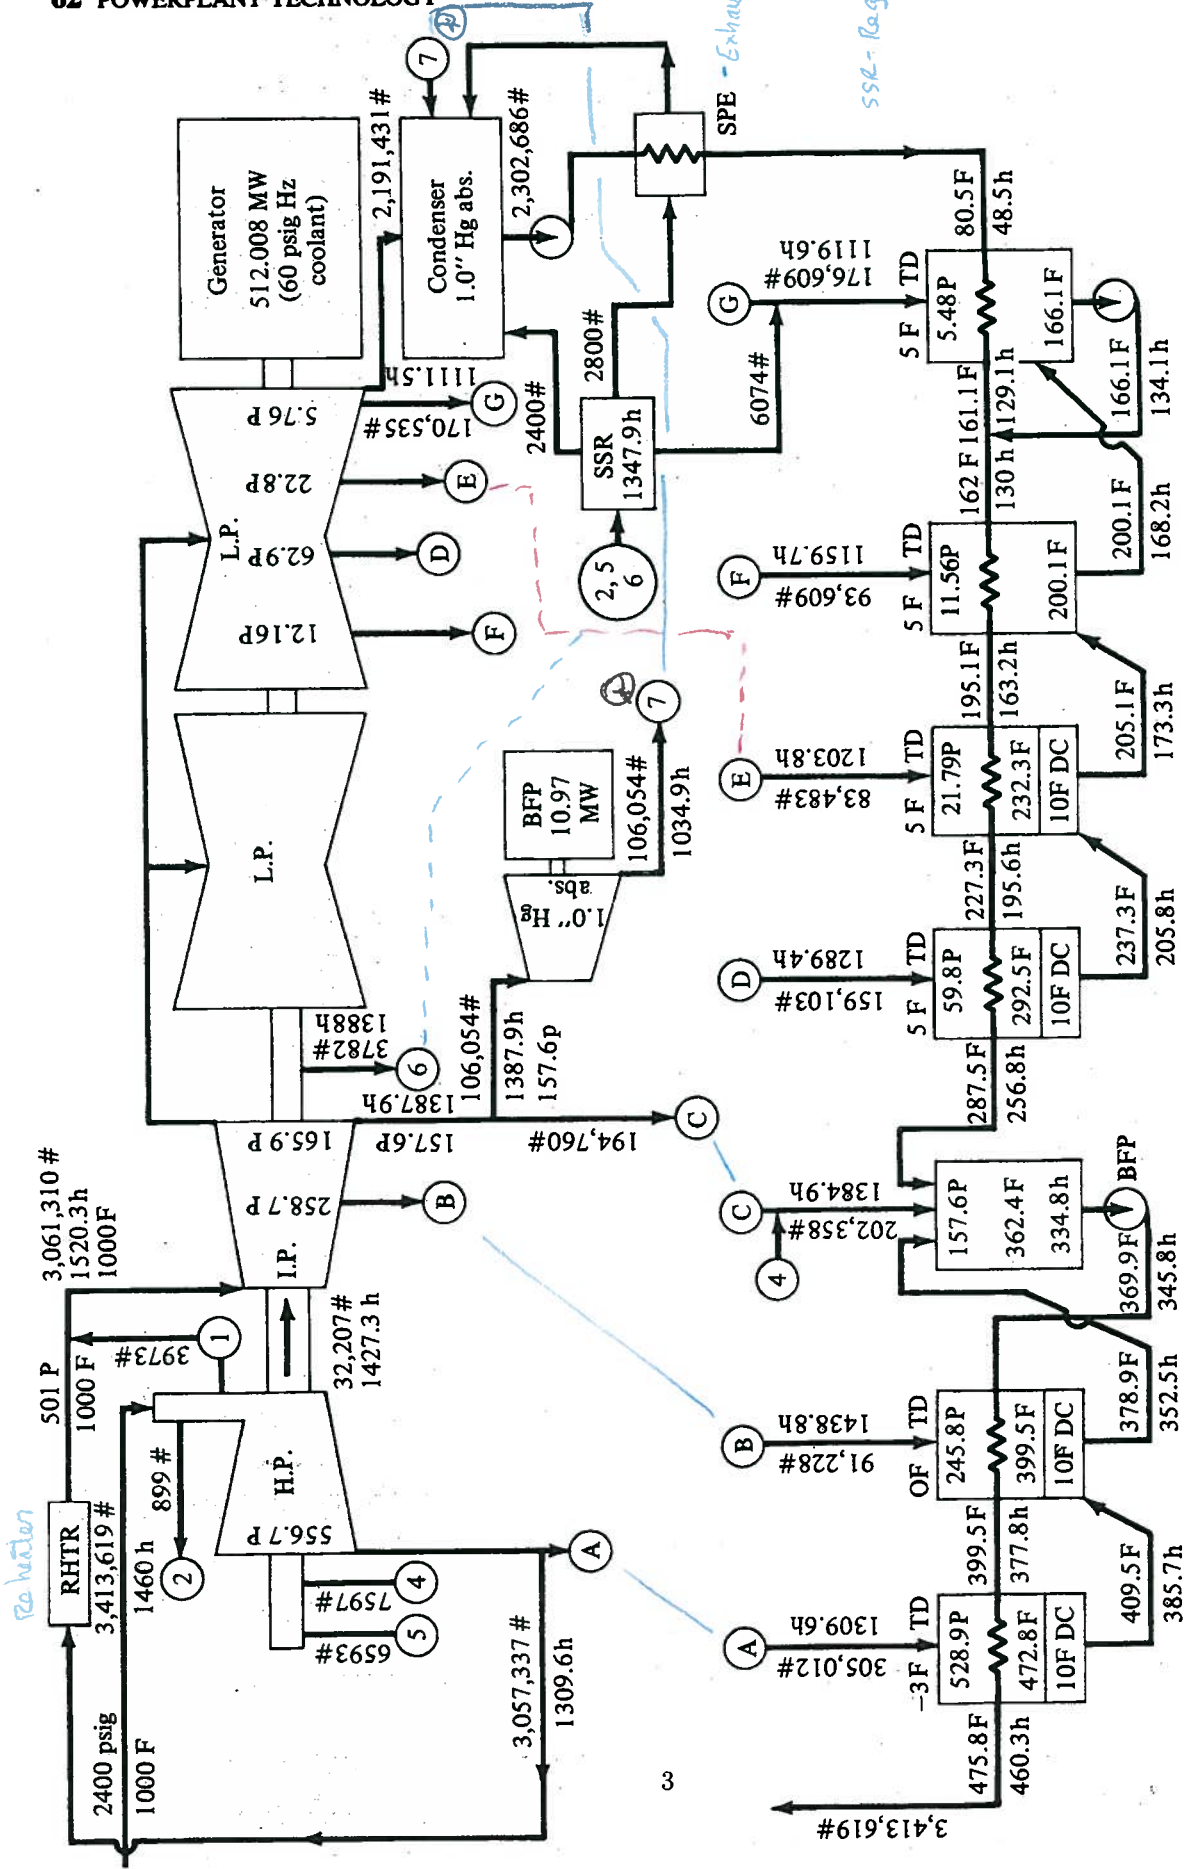 82 POWERPLANT TECHNOLOGY
SPE - Exhau
SSR - Reg
Reheater
Generator
512.008 MW
(60 psig Hz
coolant)
2,191,431#
7
Condenser
1.0″ Hg abs.
2,302,686#
SPE
L.P.
5.76P
22.8P
62.9P
12.16P
1111.5h
170,535#
G
E
D
F
2400#
2800#
SSR
1347.9h
2, 5
6
6074#
L.P.
3782#
1388h
6
BFP
10.97
MW
1.0″ Hg
abs.
106,054#
1034.9h
7
106,054#
1387.9h
157.6p
3,061,310 #
1520.3h
1000F
I.P.
165.9P
258.7P
1387.9h
157.6P
194,760#
B
C
501 P
1000 F
3973#
1
32,207#
1427.3 h
RHTR
3,413,619 #
1460 h
899 #
2
H.P.
556.7P
7597#
4
6593#
5
A
2400 psig
1000 F
3,057,337 #
1309.6h
G
1119.6h
176,609#
5 F TD
5.48P
166.1F
80.5F
48.5h
161.1F
129.1h
166.1F
134.1h
162 F
130 h
F
1159.7h
93,609#
5 F TD
11.56P
200.1F
200.1F
168.2h
195.1F
163.2h
E
1203.8h
83,483#
5 F TD
21.79P
232.3F
10F DC
205.1F
173.3h
227.3F
195.6h
D
1289.4h
159,103#
5 F TD
59.8P
292.5F
10F DC
237.3F
205.8h
287.5F
256.8h
C
4
1384.9h
202,358#
157.6P
362.4F
334.8h
BFP
369.9F
345.8h
B
1438.8h
91,228#
OF TD
245.8P
399.5F
10F DC
378.9F
352.5h
399.5F
377.8h
A
1309.6h
305,012#
−3F TD
528.9P
472.8F
10F DC
409.5F
385.7h
475.8F
460.3h
3,413,619#
3